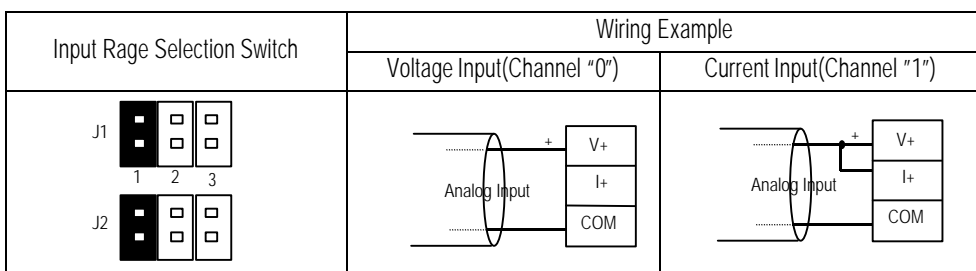 Input Rage Selection Switch
Wiring Example
Voltage Input(Channel “0”)
Current Input(Channel "1")
J1
1 2 3
J2
+
V+
I+
COM
Analog Input
+
V+
I+
COM
Analog Input